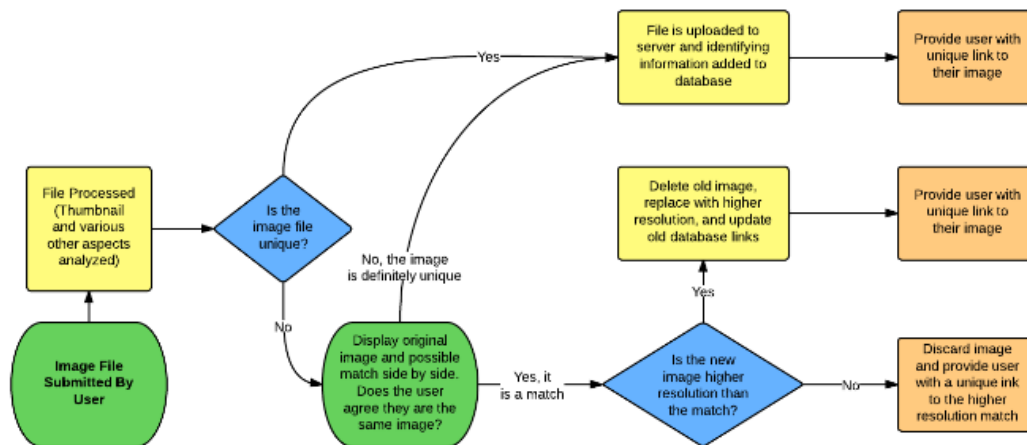 File is uploaded to
server and identifying
information added to
database
Provide user with
unique link to
their image
Yes
File Processed
(Thumbnail
and various
other aspects
analyzed)
Is the
image file
unique?
Delete old image,
replace with higher
resolution, and update
old database links
Provide user with
unique link to
their image
No, the image
is definitely unique
Yes
No
Image File
Submitted By
User
Display original
image and possible
match side by side.
Does the user
agree they are the
same image?
Yes, it
is a match
Is the new
image higher
resolution than
the match?
No
Discard image
and provide user
with a unique ink
to the higher
resolution match